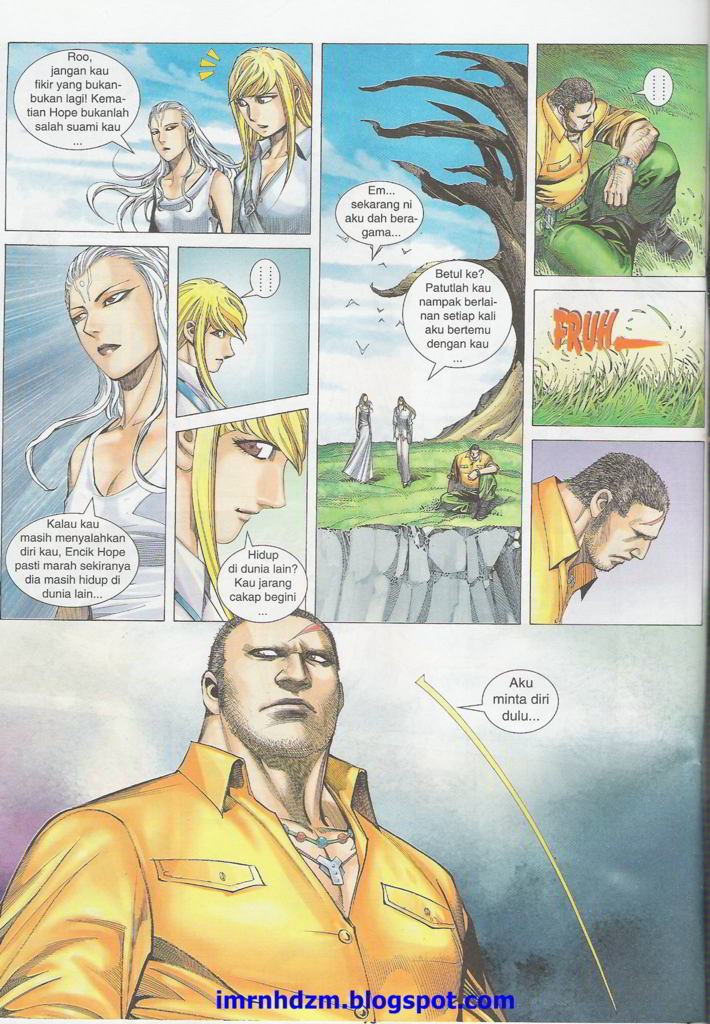 Roo,
jangan kau
fikir yang bukan-
bukan lagi! Kema-
tian Hope bukanlah
salah suami kau
...
Kalau kau
masih menyalahkan
diri kau, Encik Hope
pasti marah sekiranya
dia masih hidup di
dunia lain...
......
Hidup
di dunia lain?
Kau jarang
cakap begini
...
Em...
sekarang ni
aku dah bera-
gama...
Betul ke?
Patutlah kau
nampak berlai-
nan setiap kali
aku bertemu
dengan kau
...
......
FRUH
Aku
minta diri
dulu...
imrnhdzm.blogspot.com